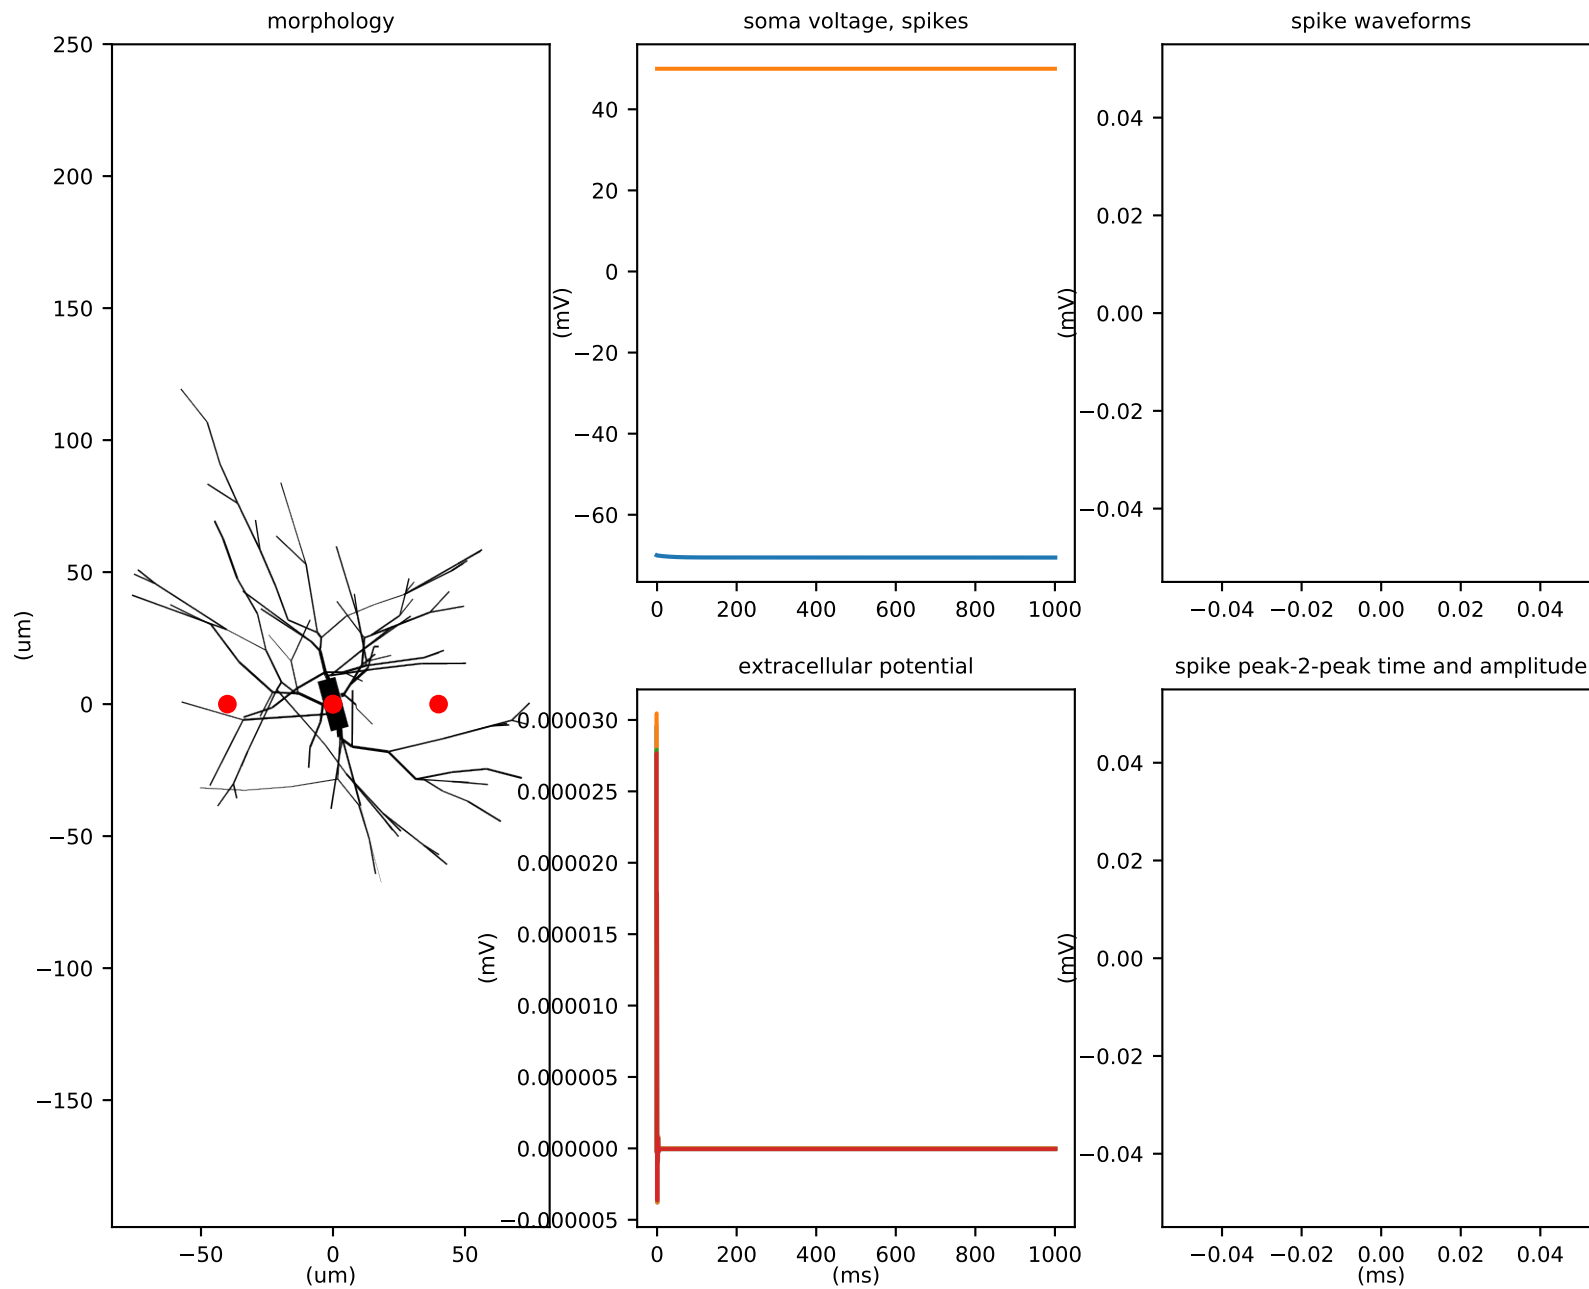 morphology
250
200
150
100
50
0
−50
−100
−150
(um)
−50 0 50
(um)
soma voltage, spikes
40
20
0
−20
−40
−60
(mV)
0 200 400 600 800 1000
spike waveforms
0.04
0.02
0.00
−0.02
−0.04
(mV)
−0.04 −0.02 0.00 0.02 0.04
extracellular potential
0.000030
0.000025
0.000020
0.000015
0.000010
0.000005
0.000000
−0.000005
(mV)
0 200 400 600 800 1000
(ms)
spike peak-2-peak time and amplitude
0.04
0.02
0.00
−0.02
−0.04
(mV)
−0.04 −0.02 0.00 0.02 0.04
(ms)